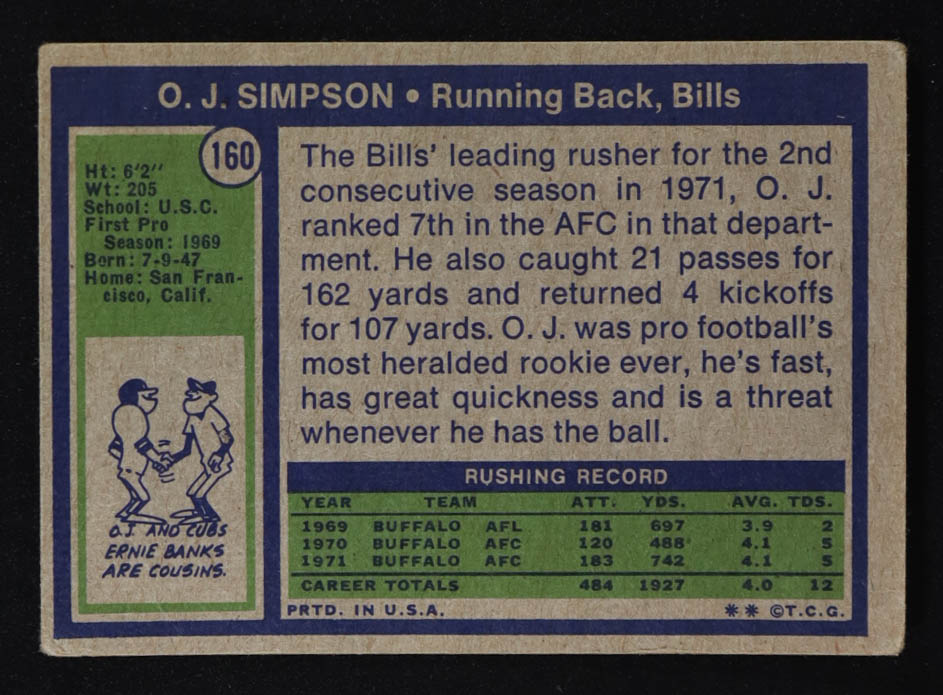 O. J. SIMPSON • Running Back, Bills
160
Ht: 6'2"
Wt: 205
School: U.S.C.
First Pro
Season: 1969
Born: 7-9-47
Home: San Fran-
cisco, Calif.
O.J. AND CUBS
ERNIE BANKS
ARE COUSINS.
The Bills' leading rusher for the 2nd
consecutive season in 1971, O. J.
ranked 7th in the AFC in that depart-
ment. He also caught 21 passes for
162 yards and returned 4 kickoffs
for 107 yards. O. J. was pro football's
most heralded rookie ever, he's fast,
has great quickness and is a threat
whenever he has the ball.
RUSHING RECORD
YEAR TEAM ATT. YDS. AVG. TDS.
1969 BUFFALO AFL 181 697 3.9 2
1970 BUFFALO AFC 120 488 4.1 5
1971 BUFFALO AFC 183 742 4.1 5
CAREER TOTALS 484 1927 4.0 12
PRTD. IN U.S.A. ** ©T.C.G.